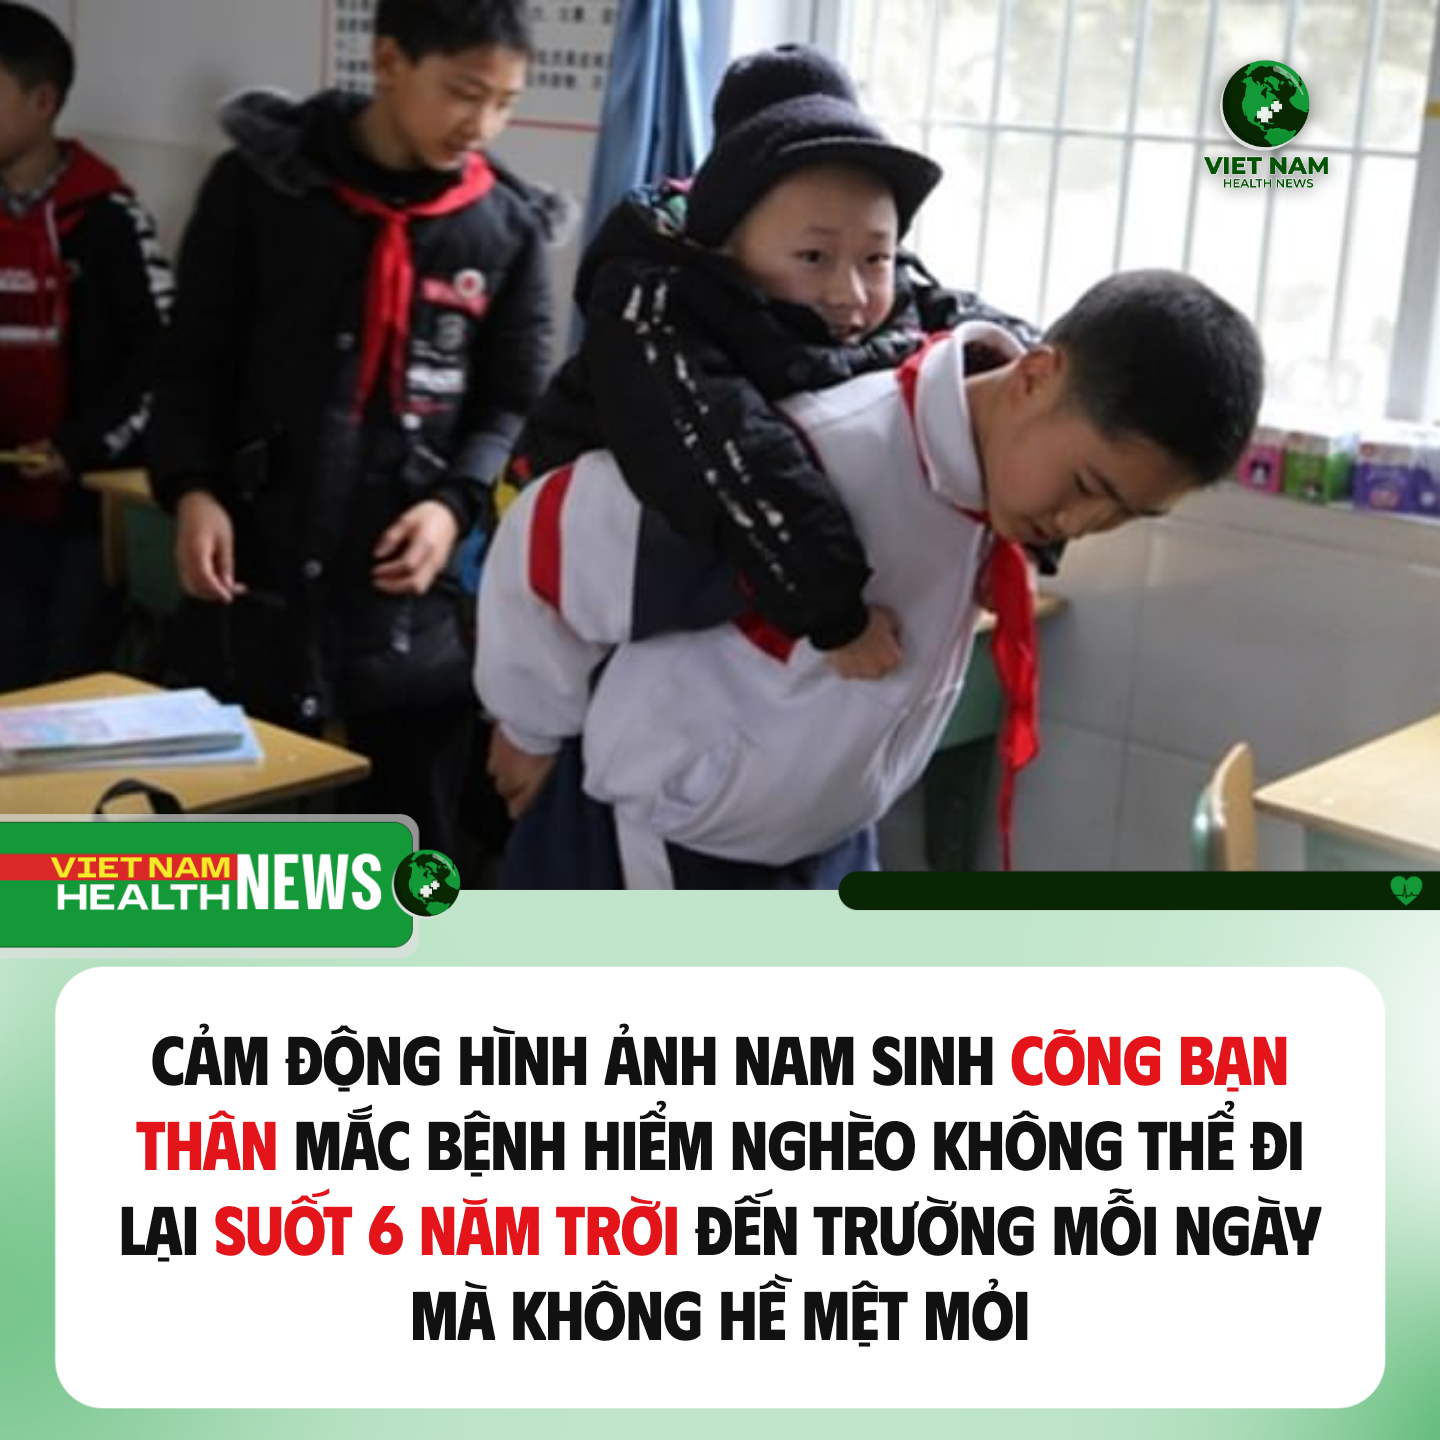 VIET NAM
HEALTH NEWS
VIET NAM
HEALTH NEWS
CẢM ĐỘNG HÌNH ẢNH NAM SINH CÕNG BẠN
THÂN MẮC BỆNH HIỂM NGHÈO KHÔNG THỂ ĐI
LẠI SUỐT 6 NĂM TRỜI ĐẾN TRƯỜNG MỖI NGÀY
MÀ KHÔNG HỀ MỆT MỎI